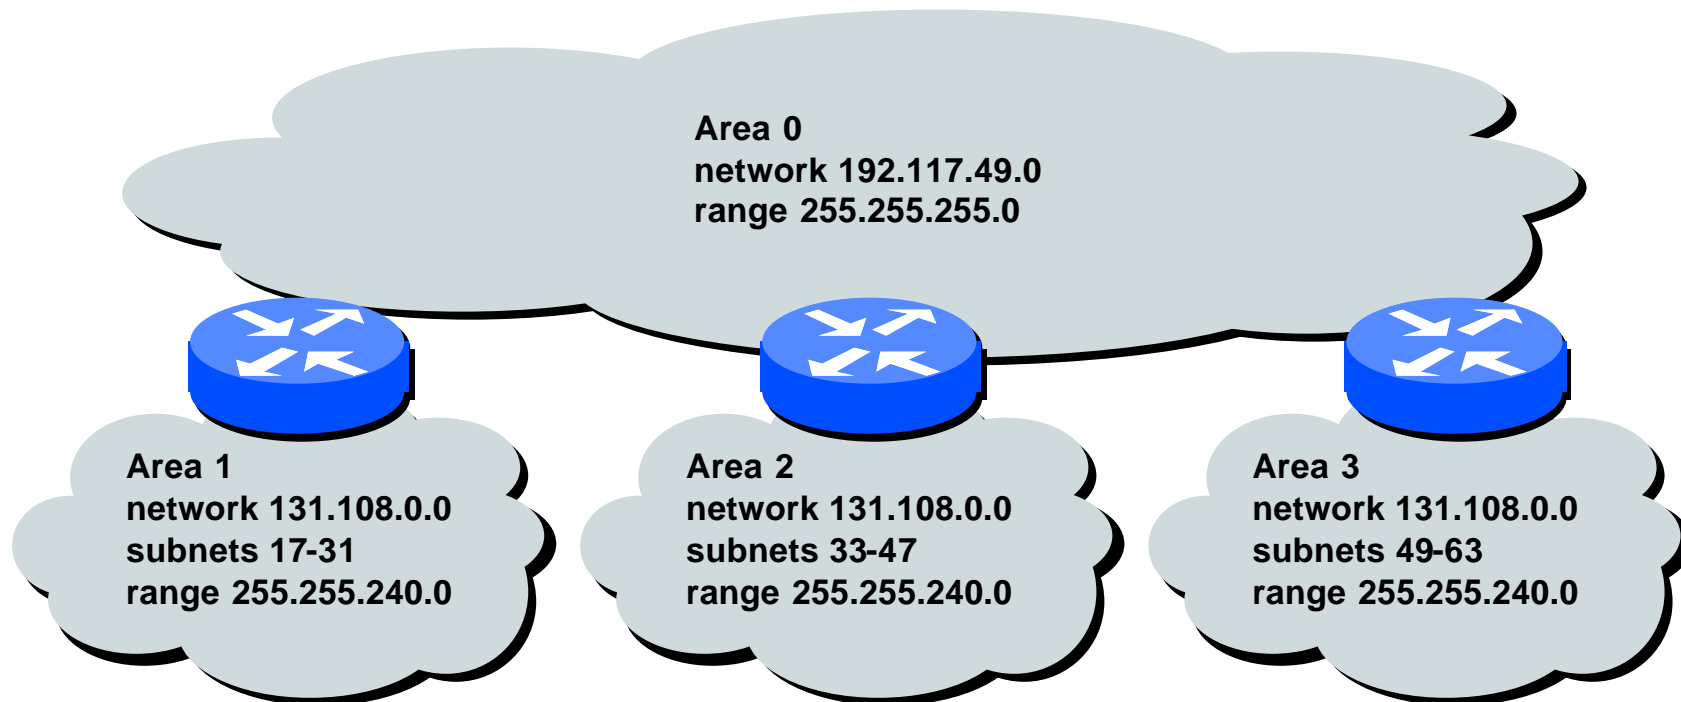 Area 0
network 192.117.49.0
range 255.255.255.0
Area 1
network 131.108.0.0
subnets 17-31
range 255.255.240.0
Area 2
network 131.108.0.0
subnets 33-47
range 255.255.240.0
Area 3
network 131.108.0.0
subnets 49-63
range 255.255.240.0